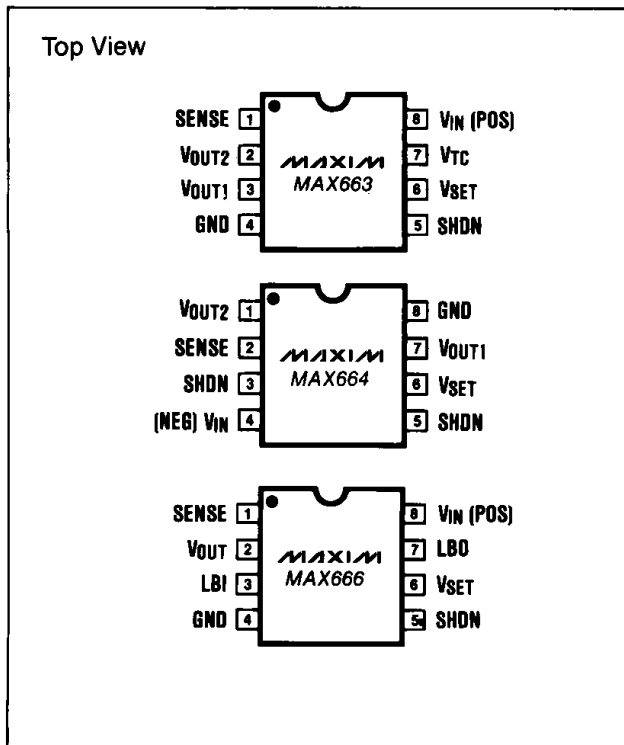 Top View
SENSE 1 8 VIN (POS)
VOUT2 2 7 VTC
VOUT1 3 6 VSET
GND 4 5 SHDN
MAXIM
MAX663
VOUT2 1 8 GND
SENSE 2 7 VOUT1
SHDN 3 6 VSET
(NEG) VIN 4 5 SHDN
MAXIM
MAX664
SENSE 1 8 VIN (POS)
VOUT 2 7 LBO
LBI 3 6 VSET
GND 4 5 SHDN
MAXIM
MAX666